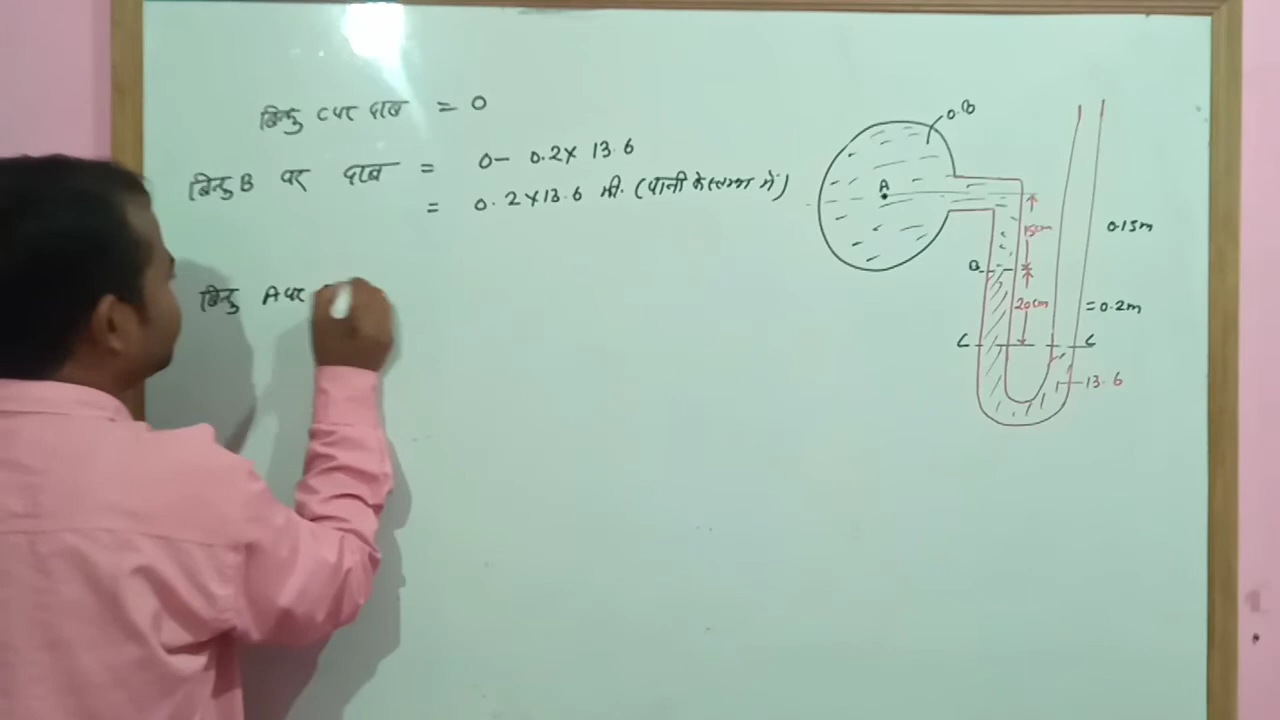 बिन्दु C पर दाब = 0
बिन्दु B पर दाब = 0 - 0.2 × 13.6
= 0.2 × 13.6 मी. (पानी के स्तम्भ में)
बिन्दु A पर
0.8
A
15cm
0.15m
B
20cm
= 0.2m
C
C
13.6